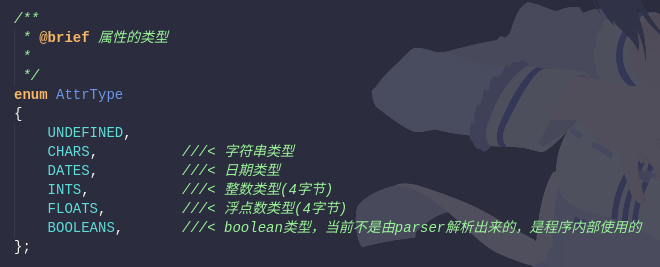 /**
 * @brief 属性的类型
 *
 */
enum AttrType
{
    UNDEFINED,
    CHARS,          ///< 字符串类型
    DATES,          ///< 日期类型
    INTS,           ///< 整数类型(4字节)
    FLOATS,         ///< 浮点数类型(4字节)
    BOOLEANS,       ///< boolean类型，当前不是由parser解析出来的，是程序内部使用的
};